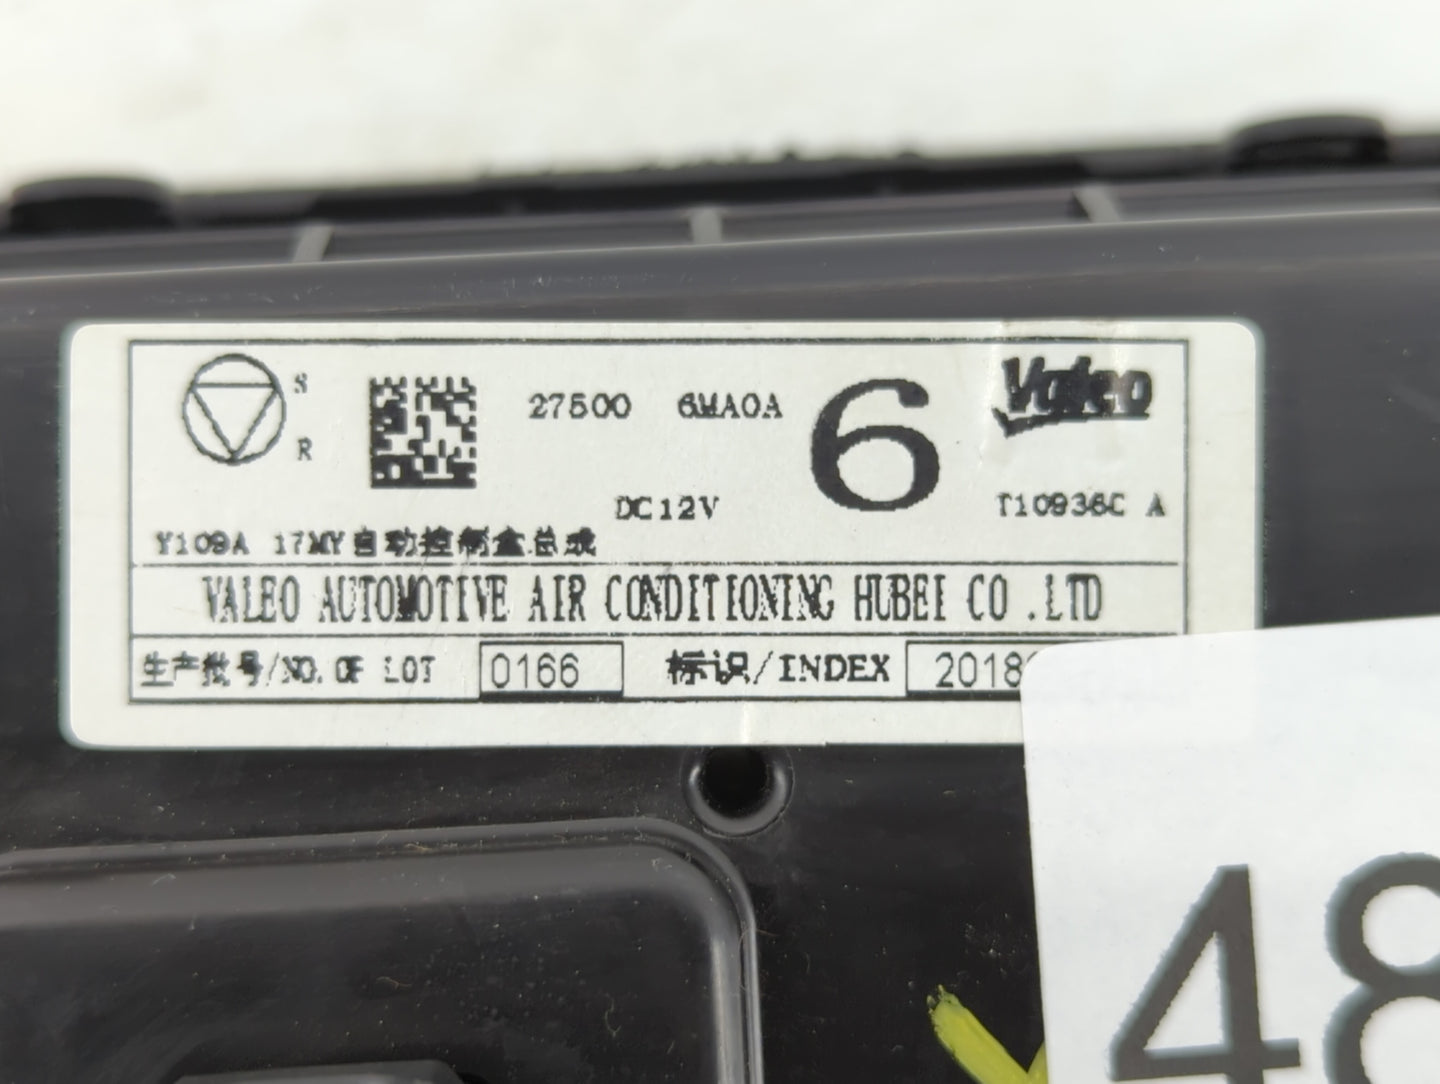 S
R
27500 6MA0A
6
Valeo
DC12V
T10936C A
Y109A 17MY自动控制盒总成
VALEO AUTOMOTIVE AIR CONDITIONING HUBEI CO .LTD
生产批号/NO. OF LOT 0166 标识/INDEX 2018
48